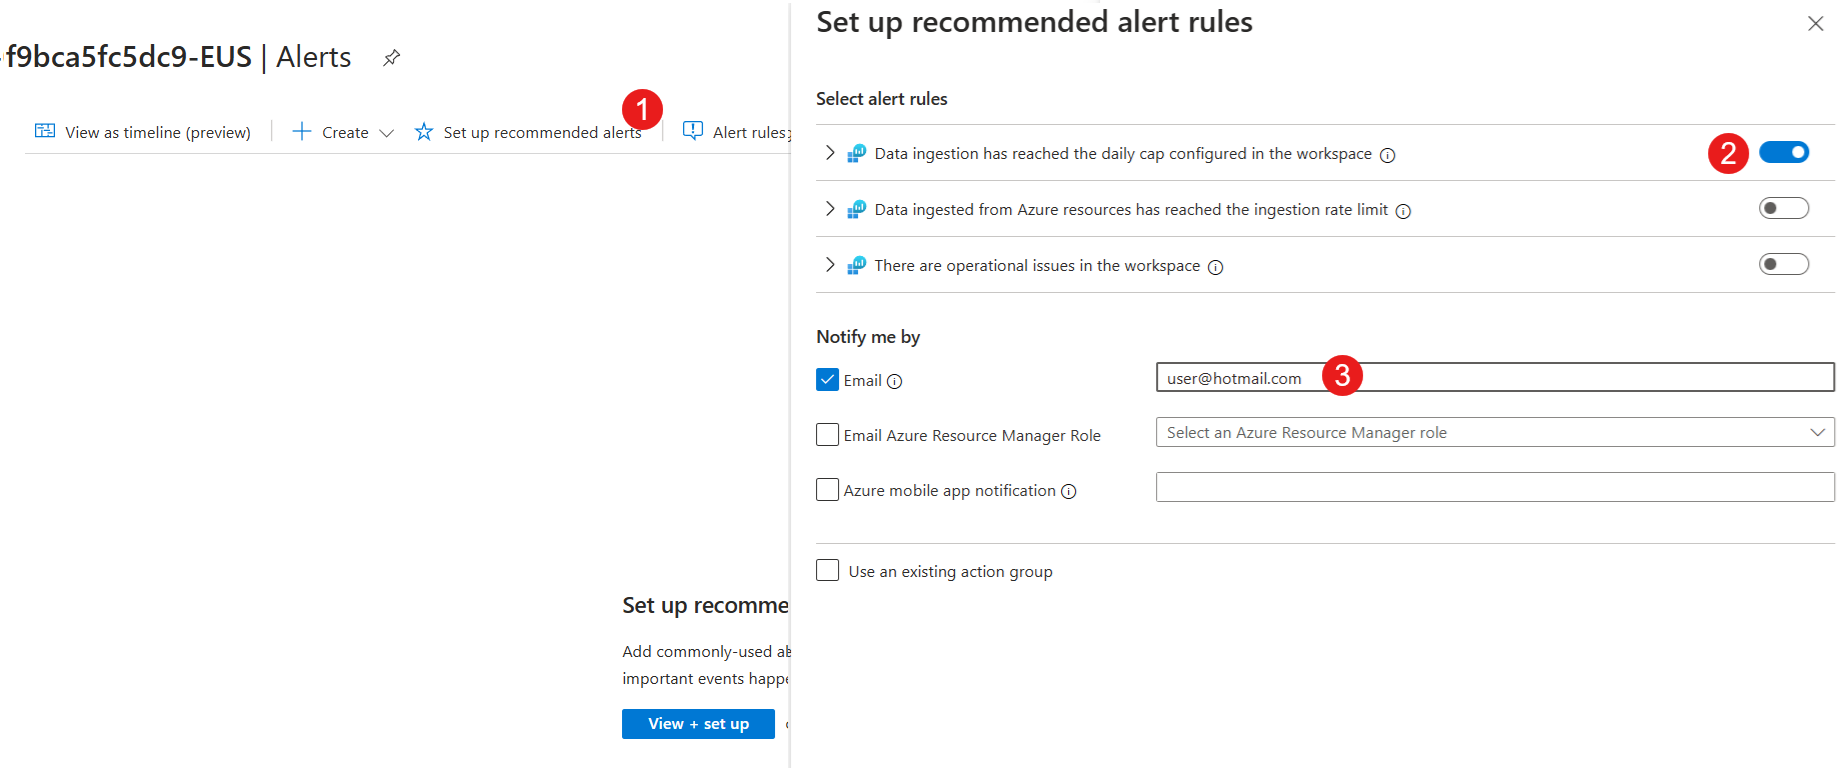 f9bca5fc5dc9-EUS | Alerts
View as timeline (preview)
Create
Set up recommended alerts
1
Alert rules
Set up recomme
Add commonly-used
important events happe
View + set up
Set up recommended alert rules
Select alert rules
Data ingestion has reached the daily cap configured in the workspace
2
Data ingested from Azure resources has reached the ingestion rate limit
There are operational issues in the workspace
Notify me by
Email
user@hotmail.com
3
Email Azure Resource Manager Role
Select an Azure Resource Manager role
Azure mobile app notification
Use an existing action group